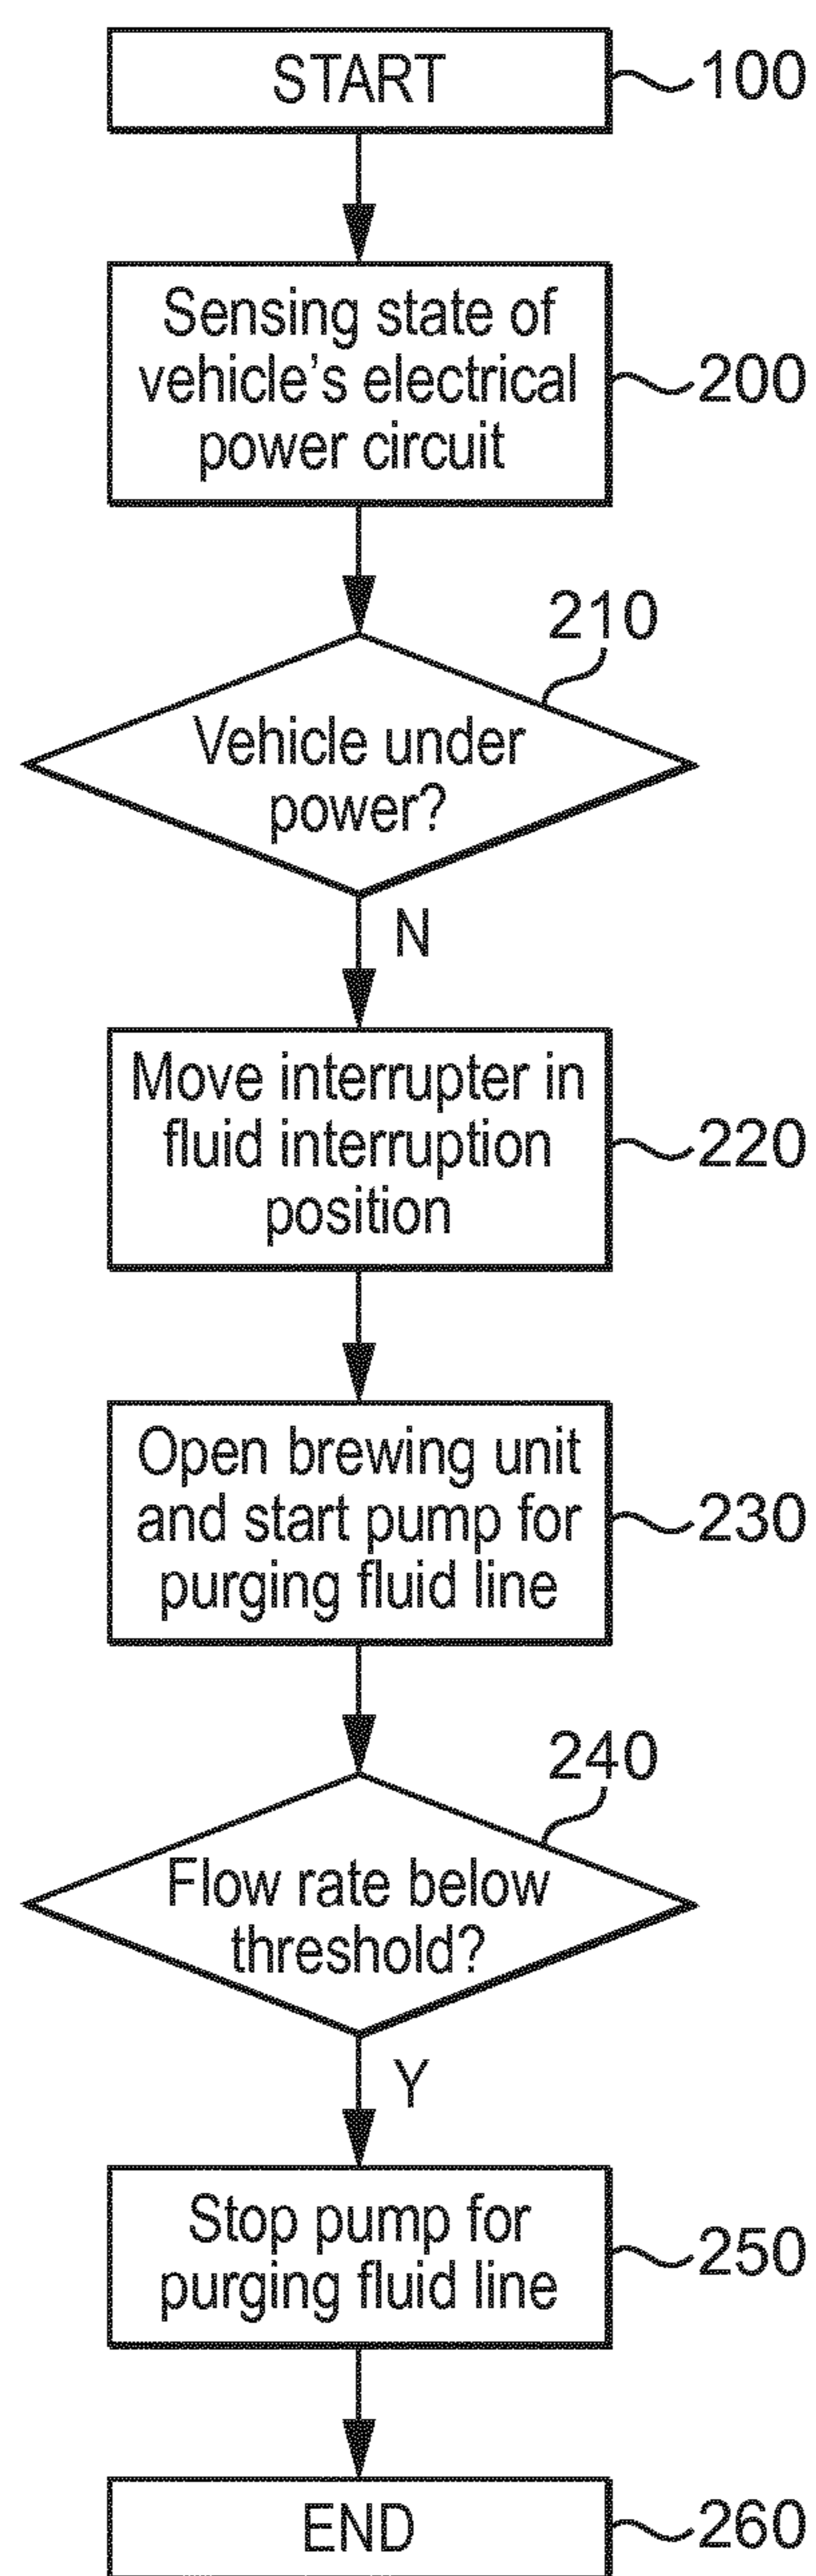 START
100
Sensing state of
vehicle's electrical
power circuit
200
210
Vehicle under
power?
N
Move interrupter in
fluid interruption
position
220
Open brewing unit
and start pump for
purging fluid line
230
240
Flow rate below
threshold?
Y
Stop pump for
purging fluid line
250
END
260